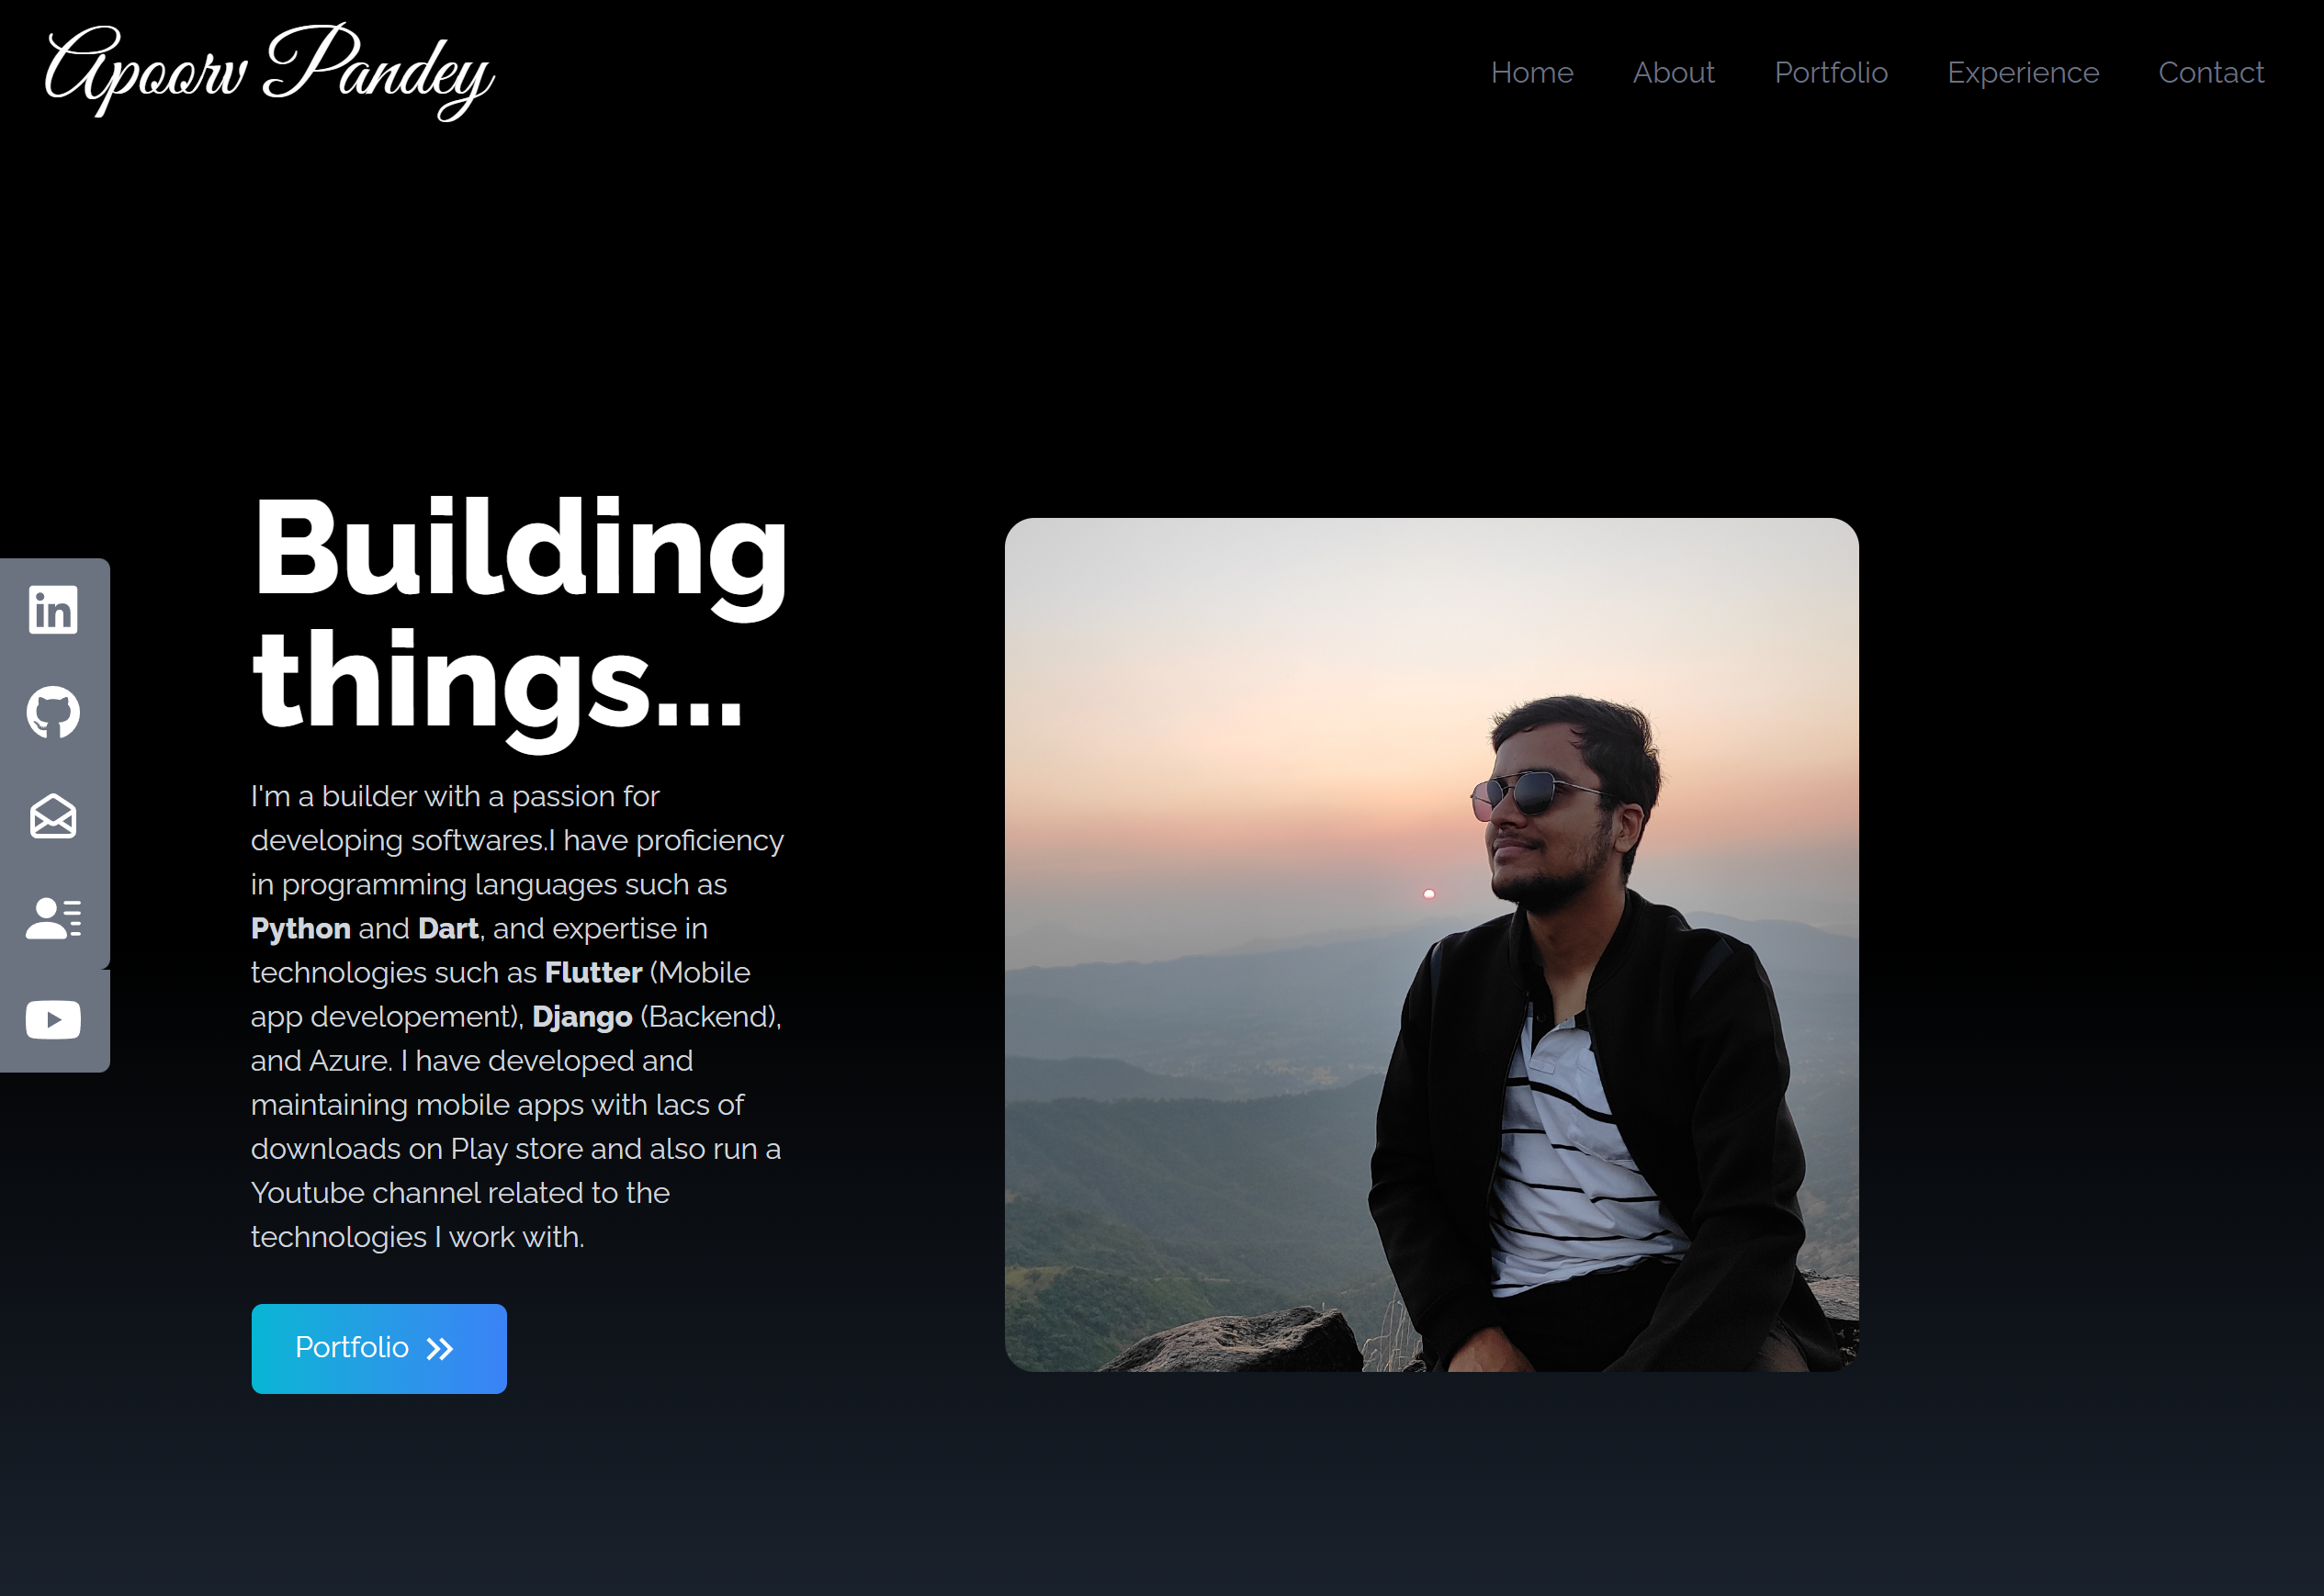 Apoorv Pandey
Home About Portfolio Experience Contact
Building
things...
in
I'm a builder with a passion for
developing softwares.I have proficiency
in programming languages such as
Python and Dart, and expertise in
technologies such as Flutter (Mobile
app developement), Django (Backend),
and Azure. I have developed and
maintaining mobile apps with lacs of
downloads on Play store and also run a
Youtube channel related to the
technologies I work with.
Portfolio